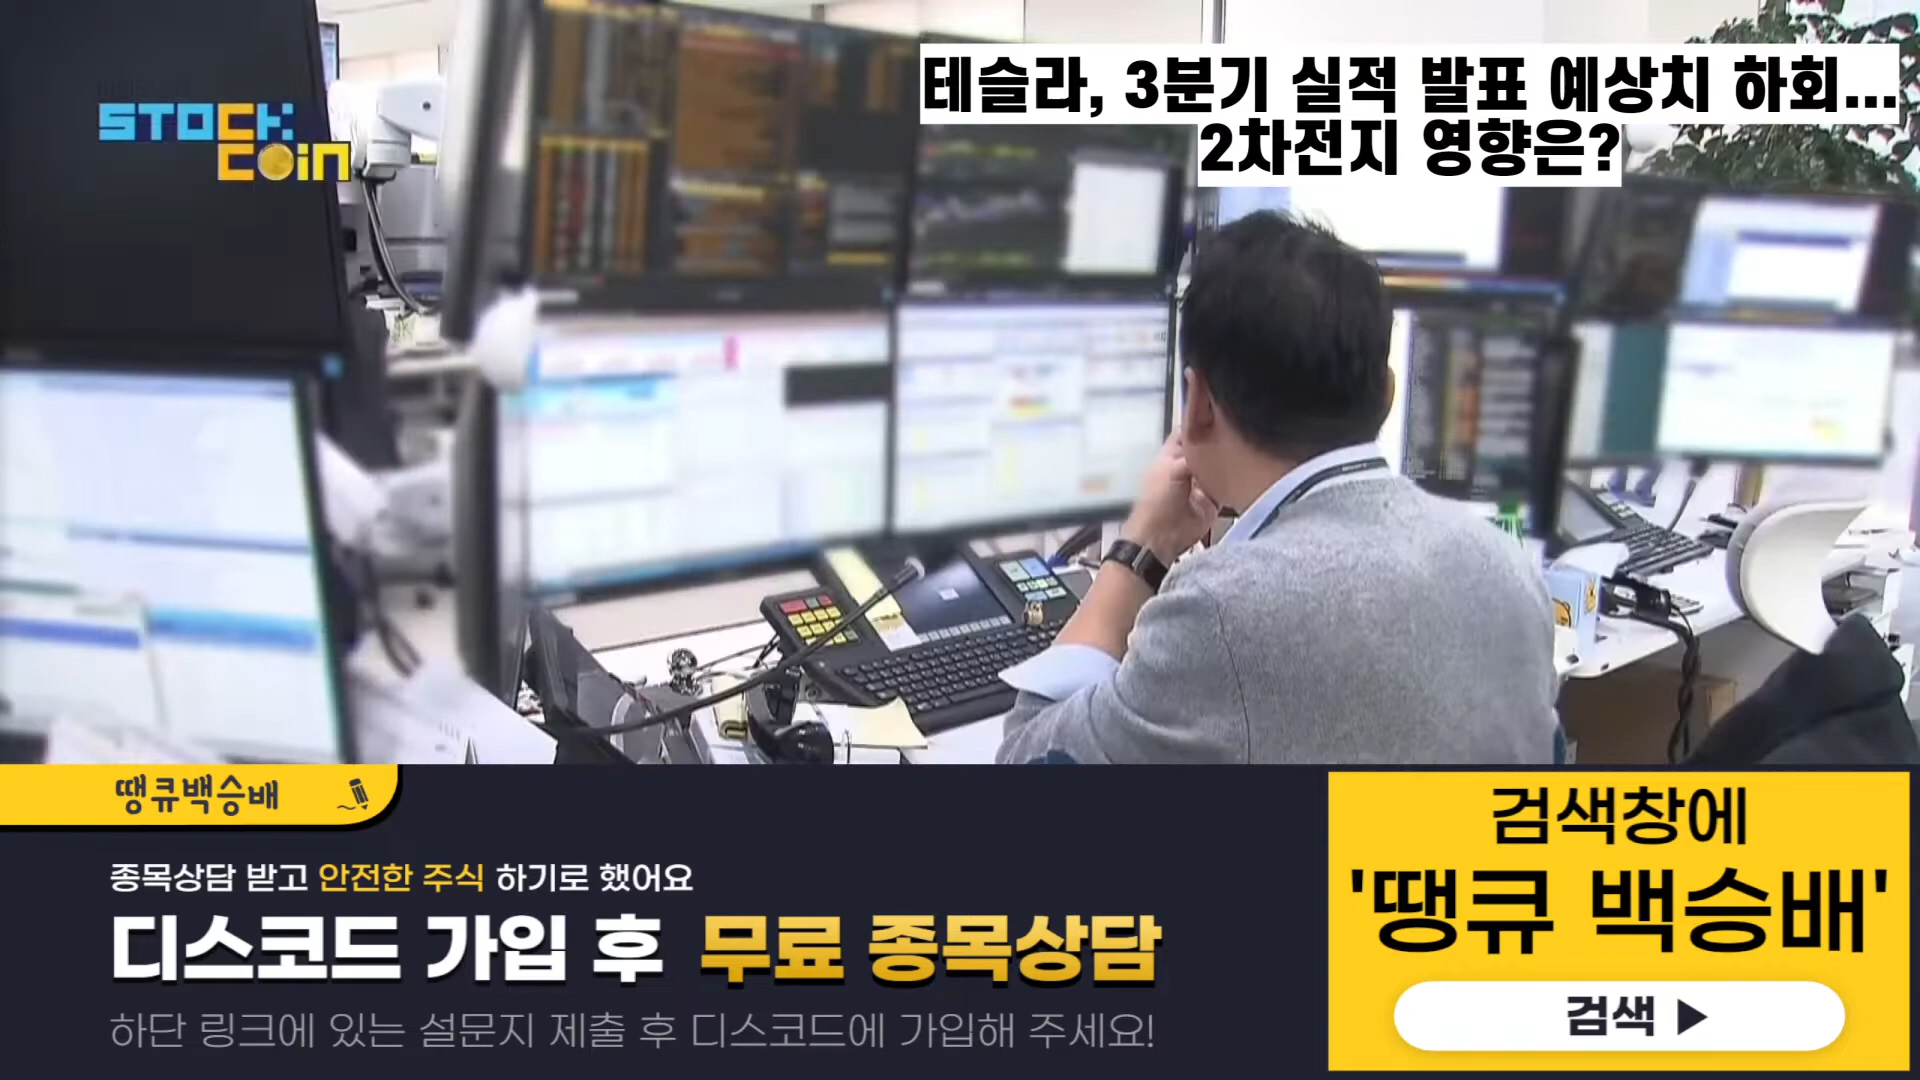 STOCK
COiN
테슬라, 3분기 실적 발표 예상치 하회...
2차전지 영향은?
땡큐백승배
종목상담 받고 안전한 주식 하기로 했어요
디스코드 가입 후 무료 종목상담
하단 링크에 있는 설문지 제출 후 디스코드에 가입해 주세요!
검색창에
'땡큐 백승배'
검색 ▶